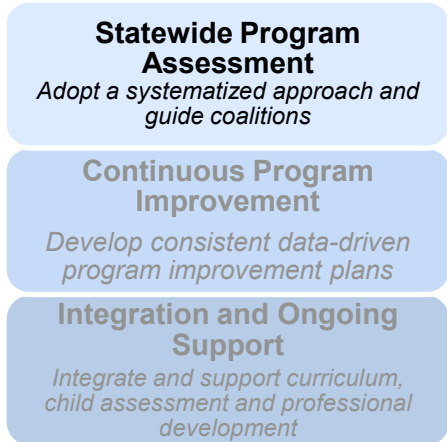 Statewide Program
Assessment
Adopt a systematized approach and
guide coalitions
Continuous Program
Improvement
Develop consistent data-driven
program improvement plans
Integration and Ongoing
Support
Integrate and support curriculum,
child assessment and professional
development